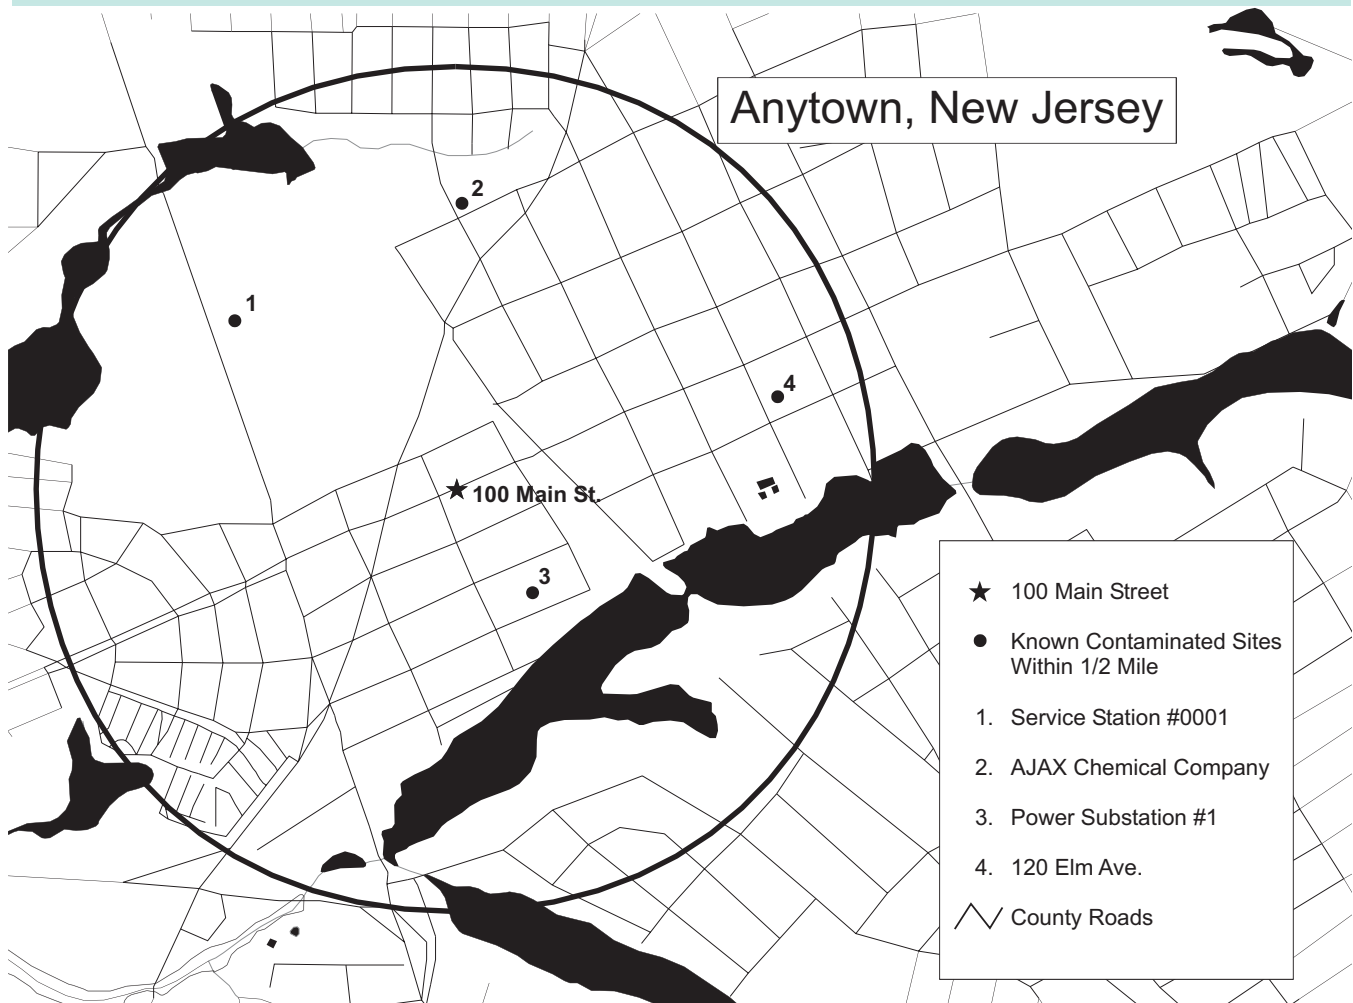 Anytown, New Jersey
2
1
4
100 Main St.
3
100 Main Street
Known Contaminated Sites
Within 1/2 Mile
1. Service Station #0001
2. AJAX Chemical Company
3. Power Substation #1
4. 120 Elm Ave.
County Roads